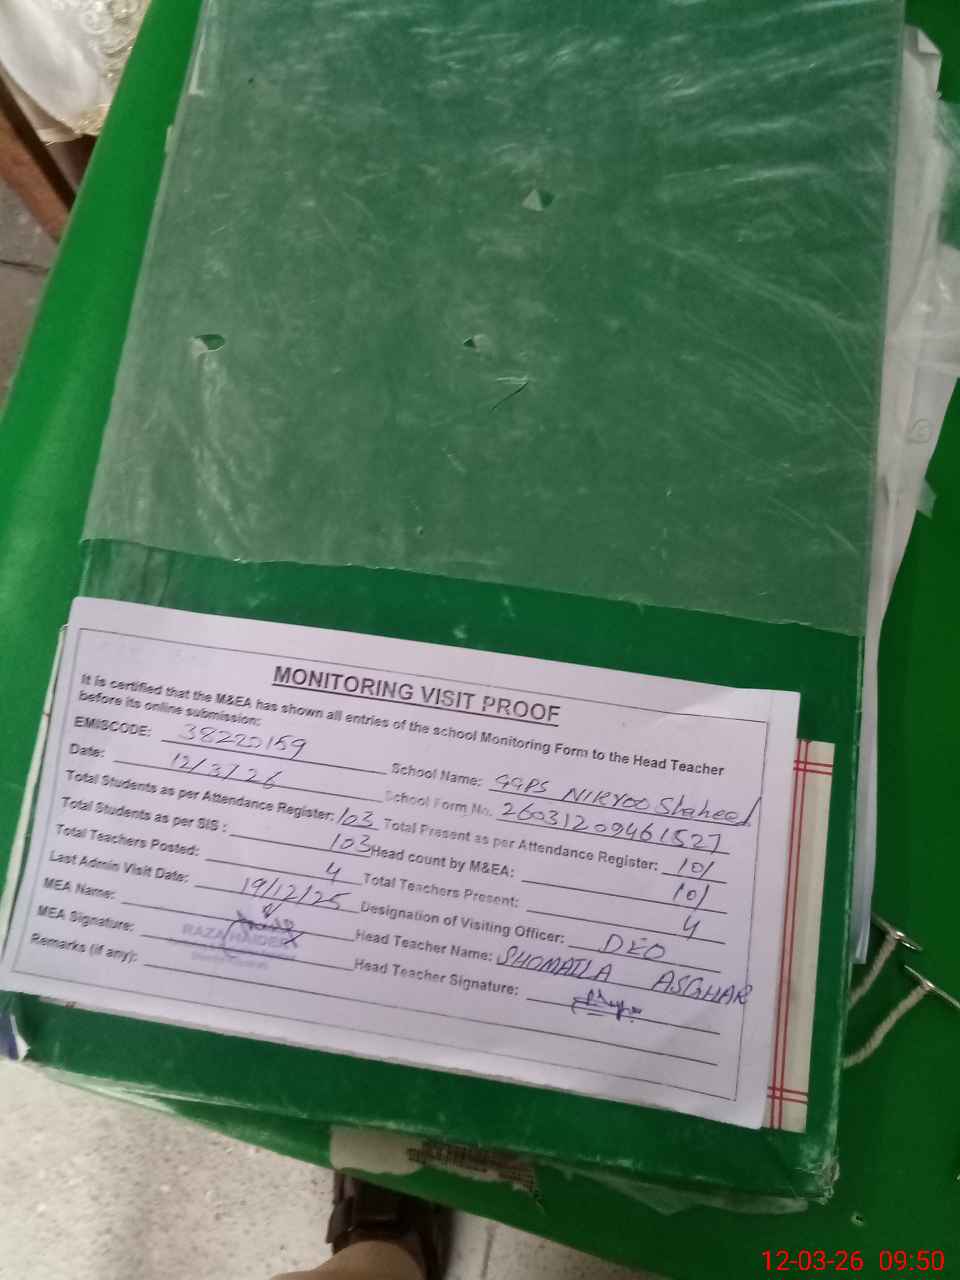 MONITORING VISIT PROOF
It is certified that the M&EA has shown all entries of the school Monitoring Form to the Head Teacher
before its online submission:
EMISCODE: 38220159 School Name: GGPS NIKYOO Shaheed
Date: 12/3/26 School Form No. 26031209461527
Total Students as per Attendance Register: 103 Total Present as per Attendance Register: 101
Total Students as per SIS : 103 Head count by M&EA: 101
Total Teachers Posted: 4 Total Teachers Present: 4
Last Admin Visit Date: 19/12/25 Designation of Visiting Officer: DEO
MEA Name: RAZA HAIDER Head Teacher Name: SHOMAILA ASGHAR
MEA Signature: Head Teacher Signature:
Remarks (if any):
12-03-26 09:50